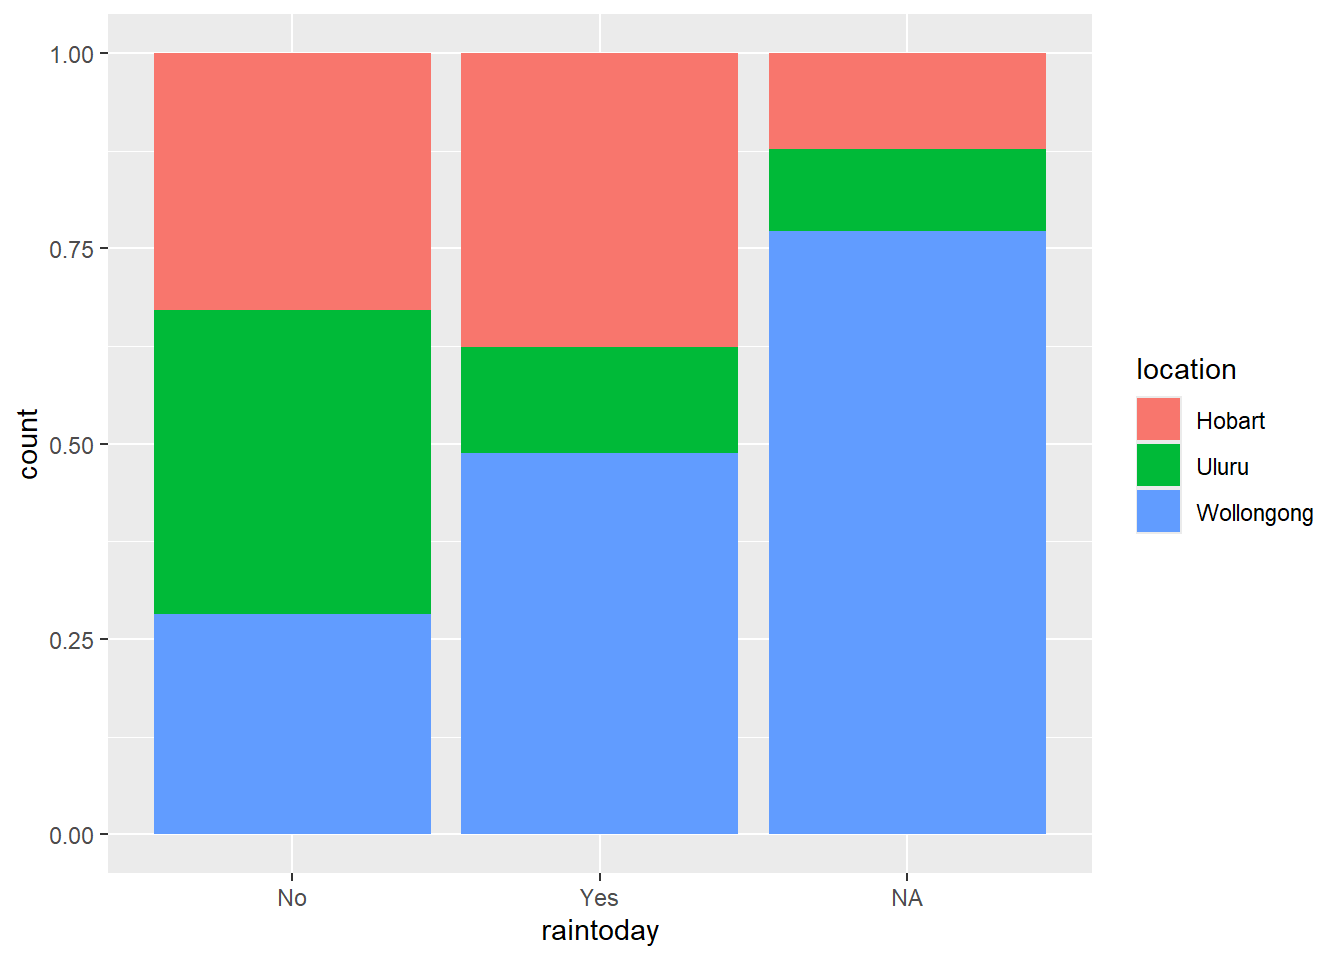 1.00
0.75
0.50
0.25
0.00
count
No
Yes
NA
raintoday
location
Hobart
Uluru
Wollongong